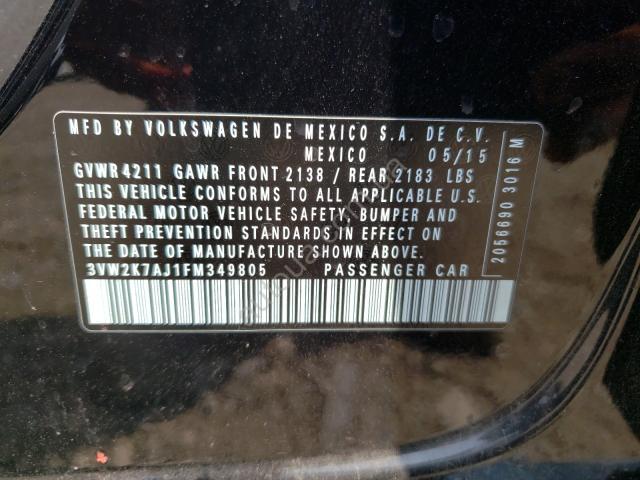 MFD BY VOLKSWAGEN DE MEXICO S.A. DE C.V.
MEXICO 05/15
GVWR 4211 GAWR FRONT 2138 / REAR 2183 LBS
THIS VEHICLE CONFORMS TO ALL APPLICABLE U.S.
FEDERAL MOTOR VEHICLE SAFETY, BUMPER AND
THEFT PREVENTION STANDARDS IN EFFECT ON
THE DATE OF MANUFACTURE SHOWN ABOVE.
3VW2K7AJ1FM349805 PASSENGER CAR
2056690 3016 M